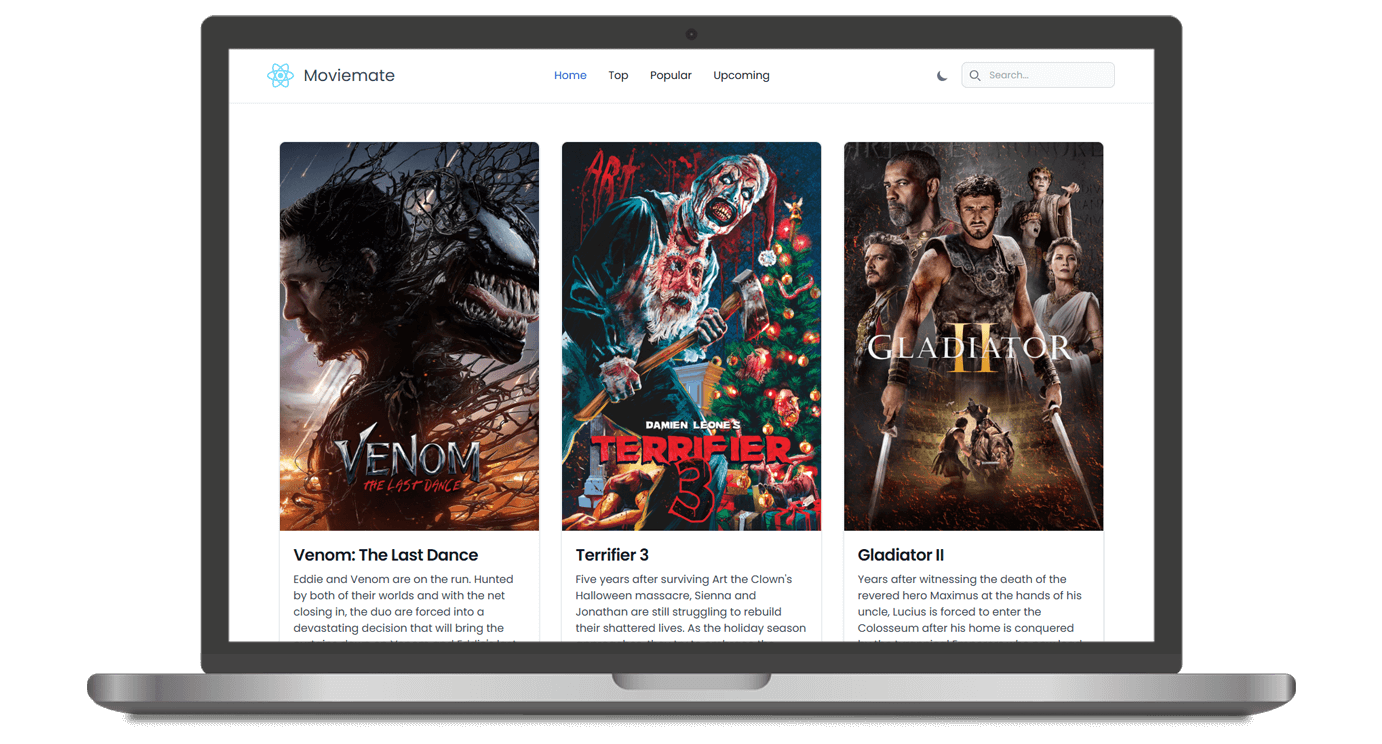 Moviemate
Home
Top
Popular
Upcoming
Search...
ART
VENOM
THE LAST DANCE
DAMIEN LEONE'S
TERRIFIER
3
II
GLADIATOR
Venom: The Last Dance
Eddie and Venom are on the run. Hunted
by both of their worlds and with the net
closing in, the duo are forced into a
devastating decision that will bring the
Terrifier 3
Five years after surviving Art the Clown's
Halloween massacre, Sienna and
Jonathan are still struggling to rebuild
their shattered lives. As the holiday season
Gladiator II
Years after witnessing the death of the
revered hero Maximus at the hands of his
uncle, Lucius is forced to enter the
Colosseum after his home is conquered